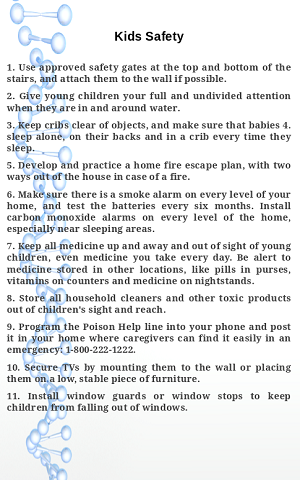 Kids Safety
1. Use approved safety gates at the top and bottom of the
stairs, and attach them to the wall if possible.
2. Give young children your full and undivided attention
when they are in and around water.
3. Keep cribs clear of objects, and make sure that babies 4.
sleep alone, on their backs and in a crib every time they
sleep.
5. Develop and practice a home fire escape plan, with two
ways out of the house in case of a fire.
6. Make sure there is a smoke alarm on every level of your
home, and test the batteries every six months. Install
carbon monoxide alarms on every level of the home,
especially near sleeping areas.
7. Keep all medicine up and away and out of sight of young
children, even medicine you take every day. Be alert to
medicine stored in other locations, like pills in purses,
vitamins on counters and medicine on nightstands.
8. Store all household cleaners and other toxic products
out of children's sight and reach.
9. Program the Poison Help line into your phone and post
it in your home where caregivers can find it easily in an
emergency: 1-800-222-1222.
10. Secure TVs by mounting them to the wall or placing
them on a low, stable piece of furniture.
11. Install window guards or window stops to keep
children from falling out of windows.